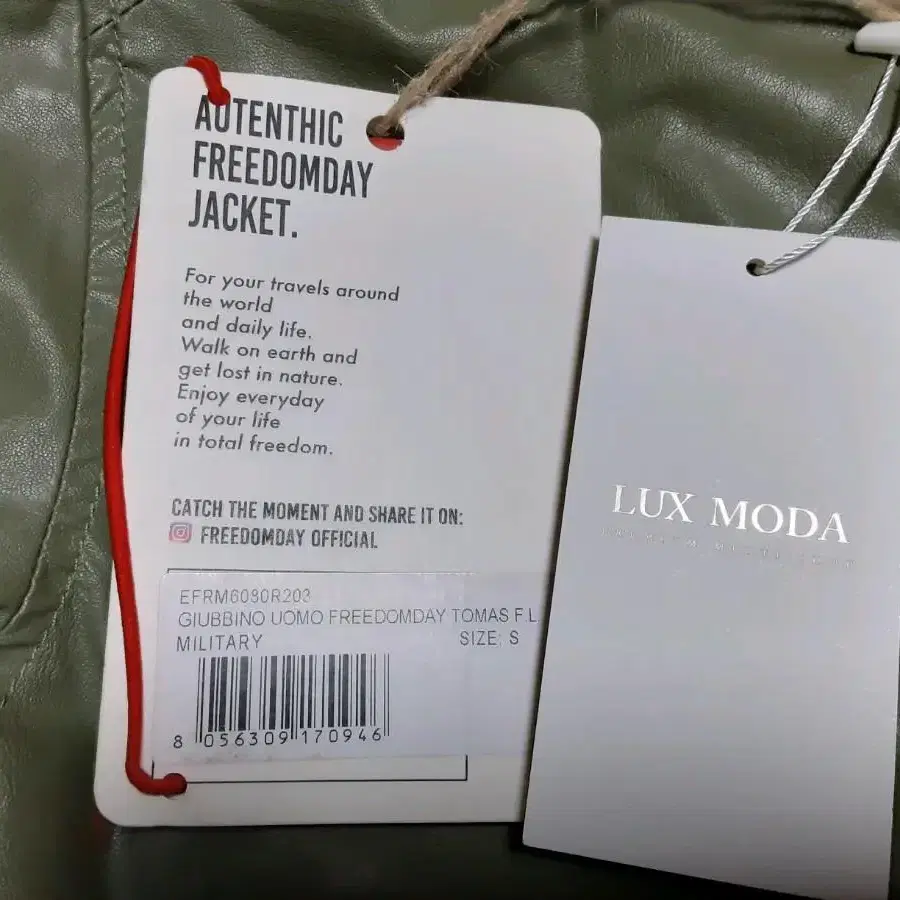 AUTENTHIC
FREEDOMDAY
JACKET.
For your travels around
the world
and daily life.
Walk on earth and
get lost in nature.
Enjoy everyday
of your life
in total freedom.
CATCH THE MOMENT AND SHARE IT ON:
FREEDOMDAY OFFICIAL
EFRM6080R203
GIUBBINO UOMO FREEDOMDAY TOMAS F.L
MILITARY SIZE: S
8 056309 170946
LUX MODA